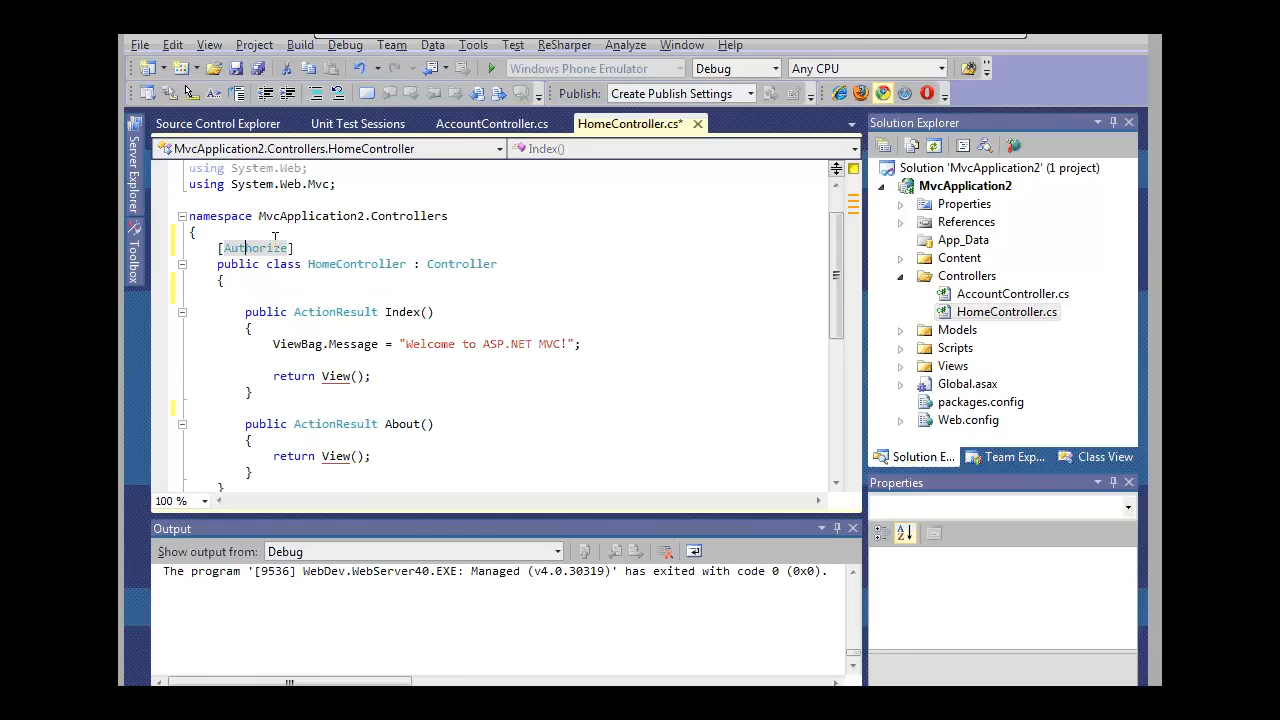 File Edit View Project Build Debug Team Data Tools Test ReSharper Analyze Window Help
Windows Phone Emulator Debug Any CPU
Publish: Create Publish Settings
Source Control Explorer Unit Test Sessions AccountController.cs HomeController.cs*
MvcApplication2.Controllers.HomeController Index()
using System.Web;
using System.Web.Mvc;
namespace MvcApplication2.Controllers
{
[Authorize]
public class HomeController : Controller
{
public ActionResult Index()
{
ViewBag.Message = "Welcome to ASP.NET MVC!";
return View();
}
public ActionResult About()
{
return View();
}
}
100 %
Server Explorer
Toolbox
Output
Show output from: Debug
The program '[9536] WebDev.WebServer40.EXE: Managed (v4.0.30319)' has exited with code 0 (0x0).
Solution Explorer
Solution 'MvcApplication2' (1 project)
MvcApplication2
Properties
References
App_Data
Content
Controllers
AccountController.cs
HomeController.cs
Models
Scripts
Views
Global.asax
packages.config
Web.config
Solution E... Team Exp... Class View
Properties